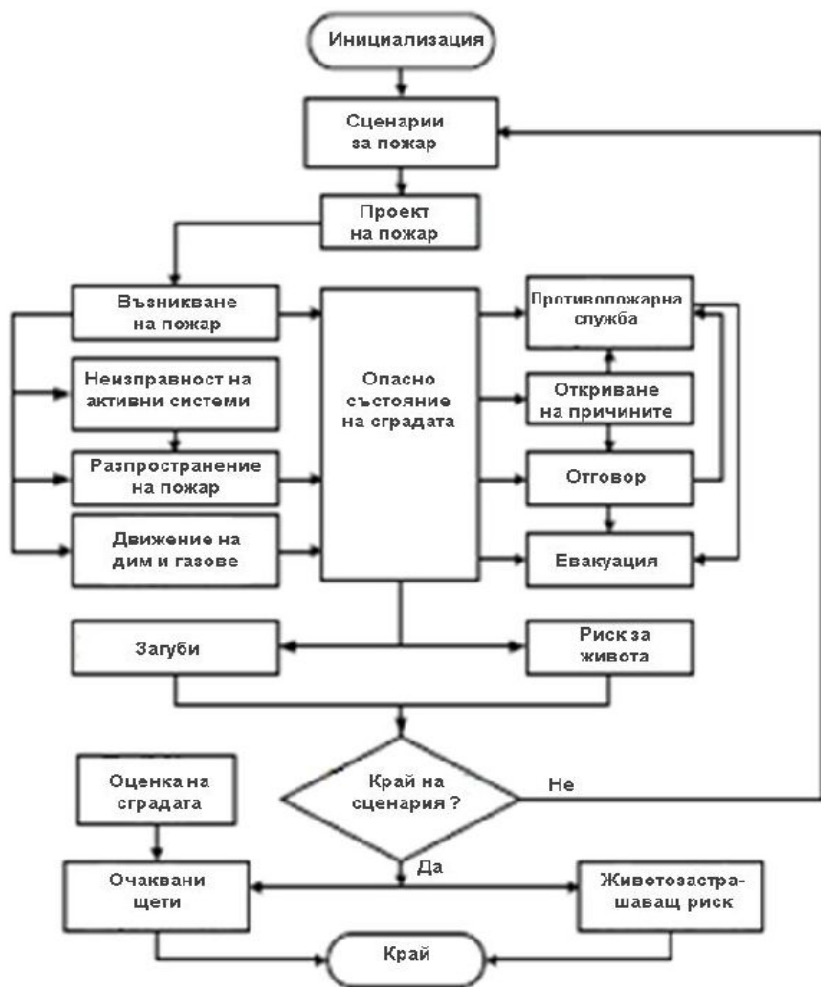 Инициализация
Сценарии
за пожар
Проект
на пожар
Възникване
на пожар
Неизправност на
активни системи
Разпространение
на пожар
Движение на
дим и газове
Опасно
състояние
на сградата
Противопожарна
служба
Откриване
на причините
Отговор
Евакуация
Загуби
Риск за
живота
Край на
сценария ?
Не
Да
Оценка на
сградата
Очаквани
щети
Животозастра-
шаващ риск
Край